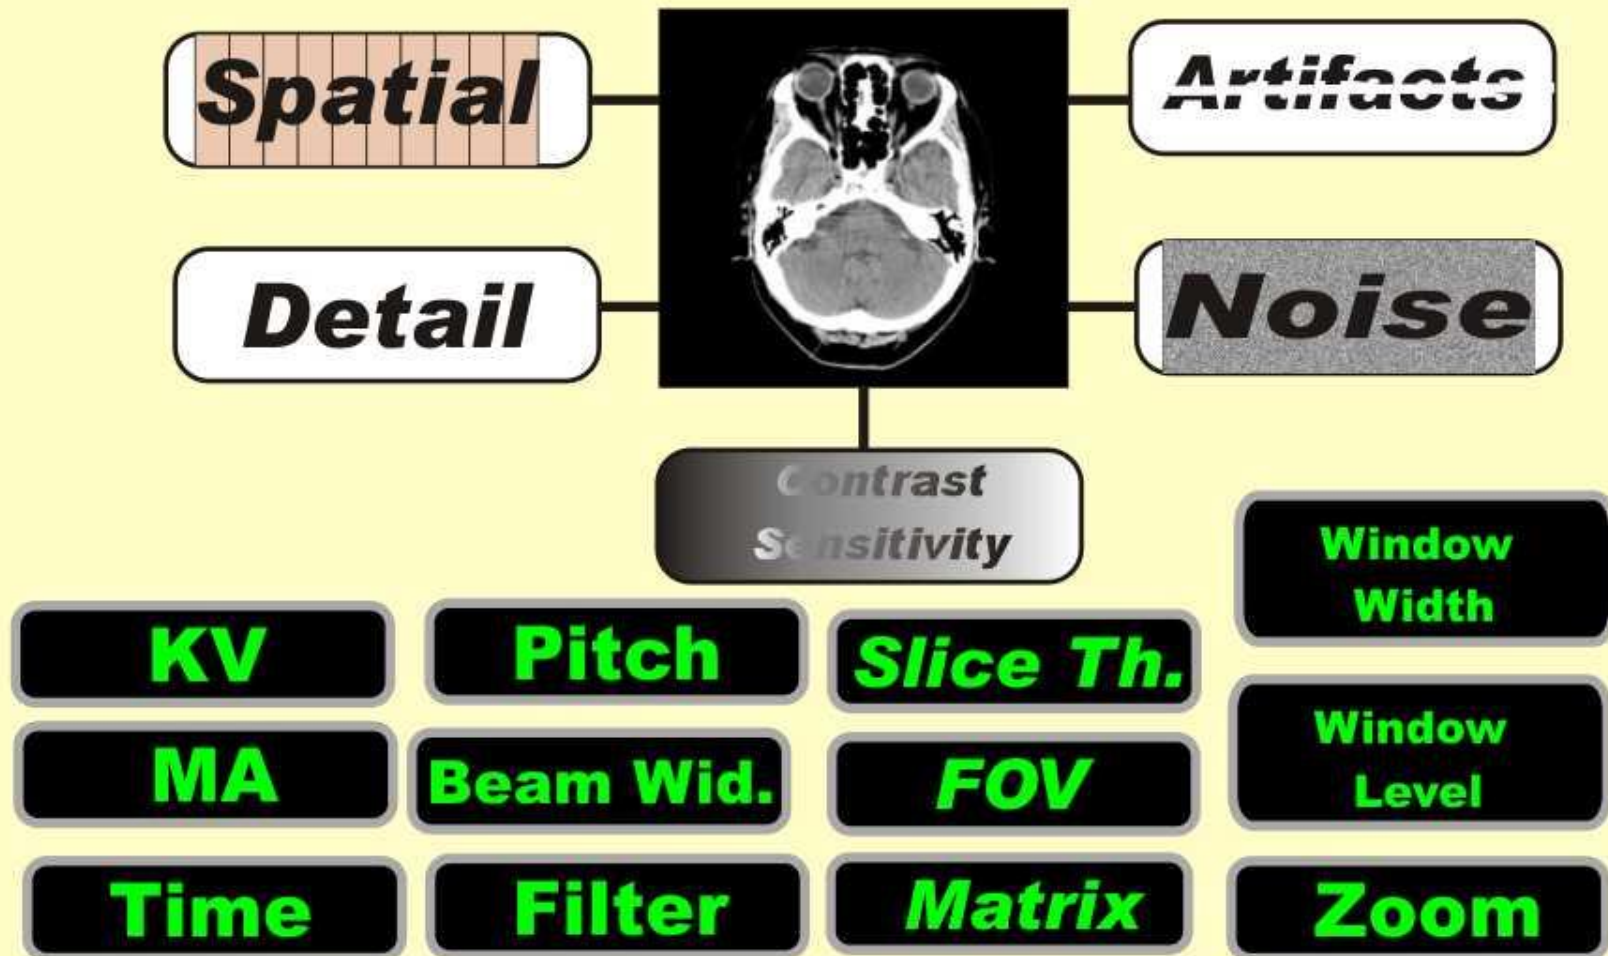 Spatial
Artifacts
Detail
Noise
Contrast
Sensitivity
Window
Width
KV
Pitch
Slice Th.
Window
Level
MA
Beam Wid.
FOV
Time
Filter
Matrix
Zoom